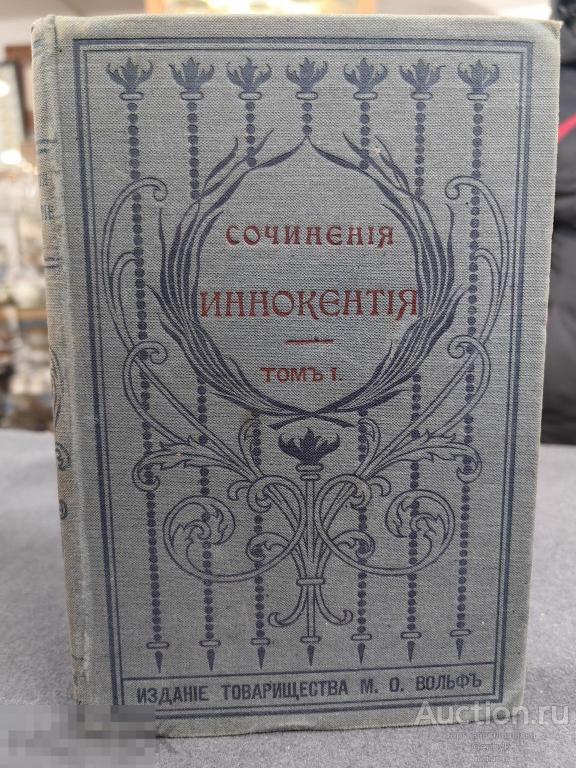 СОЧИНЕНІЯ
ИННОКЕНТІЯ
ТОМЪ I.
ИЗДАНІЕ ТОВАРИЩЕСТВА М. О. ВОЛЬФЪ
Auction.ru